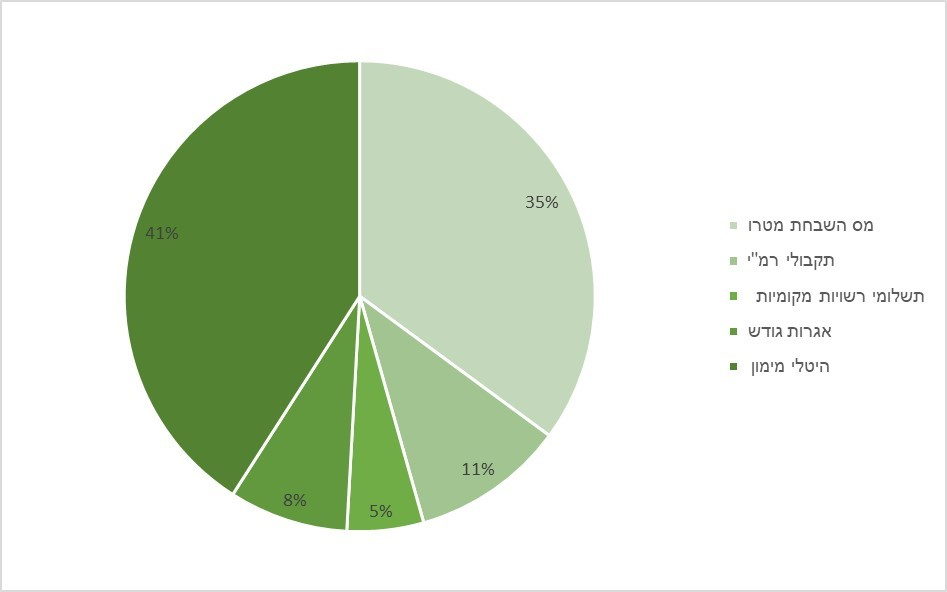 35%
41%
11%
8%
5%
מס השבחת מטרו
תקבולי רמ"י
תשלומי רשויות מקומיות
אגרות גודש
היטלי מימון